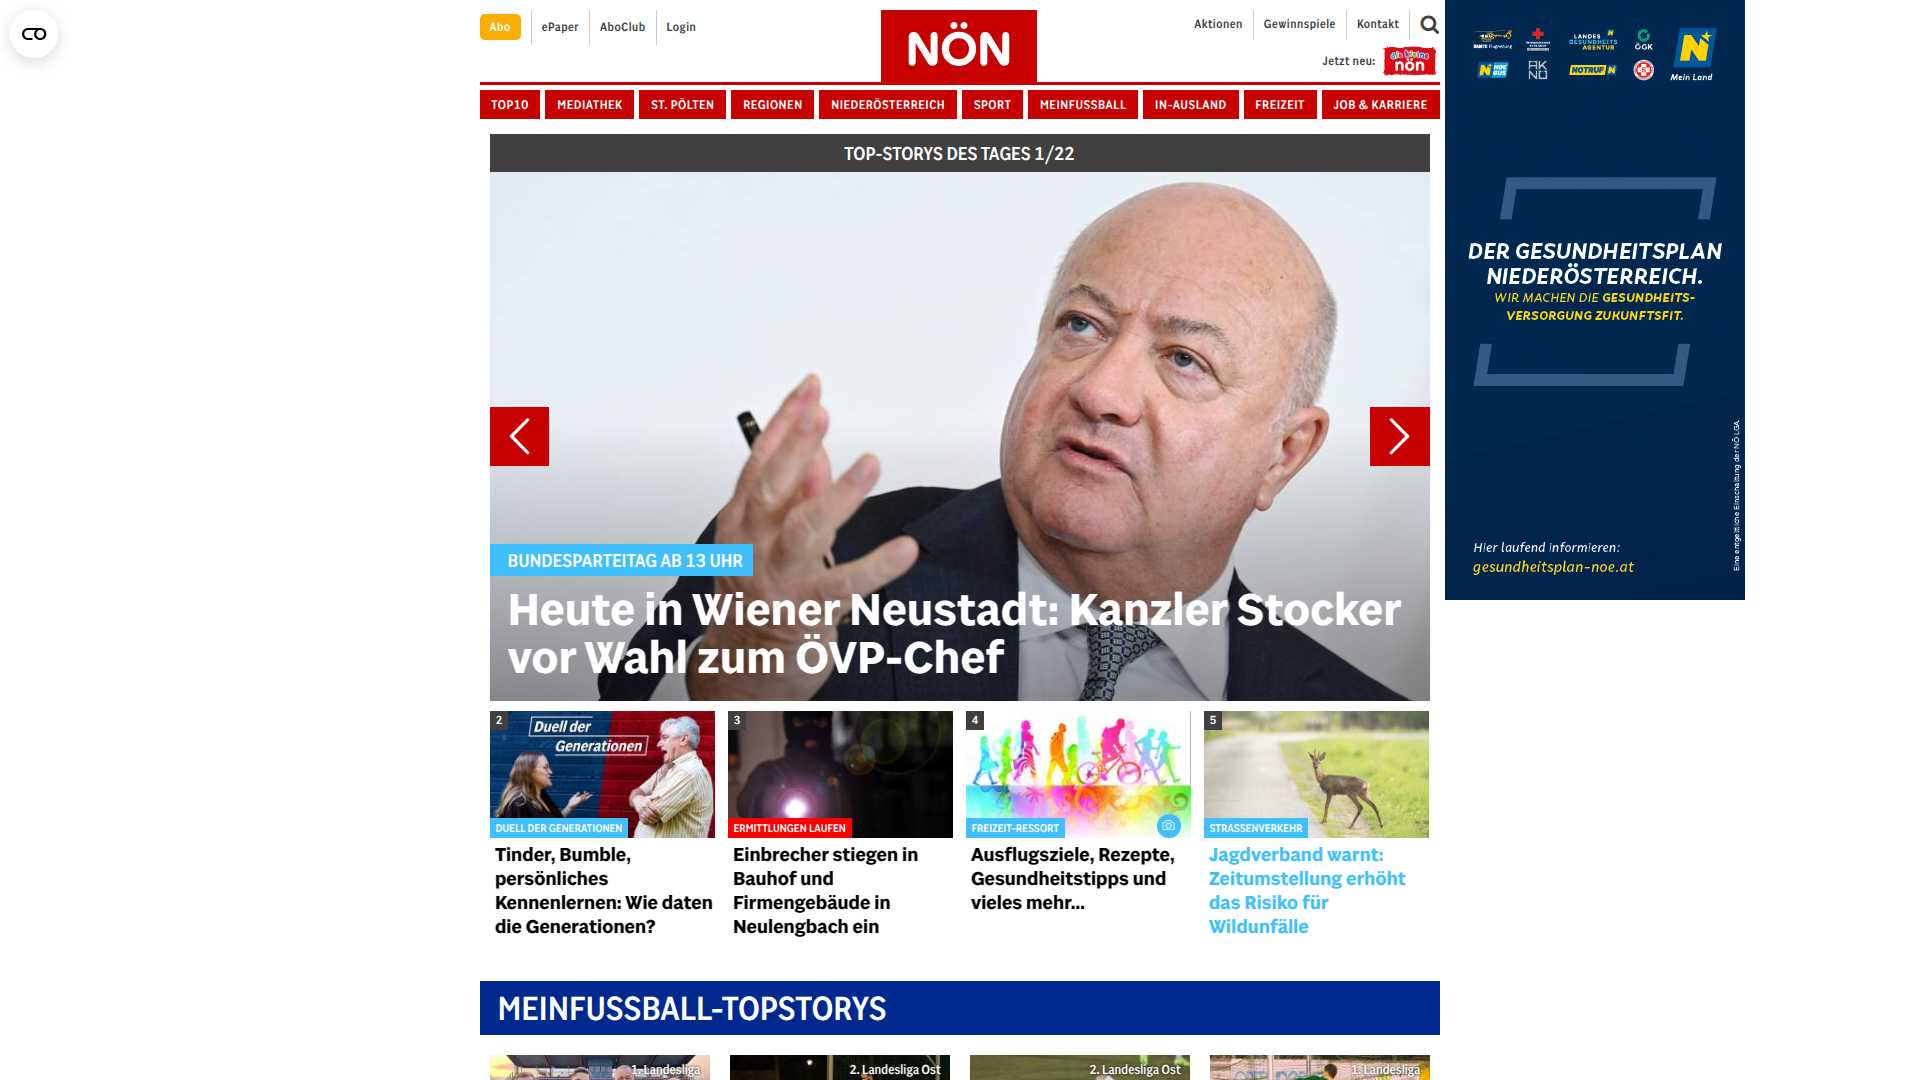 Abo
ePaper
AboClub
Login
NÖN
Aktionen
Gewinnspiele
Kontakt
Jetzt neu:
die kleine
nön
TOP10
MEDIATHEK
ST. PÖLTEN
REGIONEN
NIEDERÖSTERREICH
SPORT
MEINFUSSBALL
IN-AUSLAND
FREIZEIT
JOB & KARRIERE
TOP-STORYS DES TAGES 1/22
BUNDESPARTEITAG AB 13 UHR
Heute in Wiener Neustadt: Kanzler Stocker
vor Wahl zum ÖVP-Chef
2
Duell der
Generationen
DUELL DER GENERATIONEN
Tinder, Bumble,
persönliches
Kennenlernen: Wie daten
die Generationen?
3
ERMITTLUNGEN LAUFEN
Einbrecher stiegen in
Bauhof und
Firmengebäude in
Neulengbach ein
4
FREIZEIT-RESSORT
Ausflugsziele, Rezepte,
Gesundheitstipps und
vieles mehr...
5
STRASSENVERKEHR
Jagdverband warnt:
Zeitumstellung erhöht
das Risiko für
Wildunfälle
MEINFUSSBALL-TOPSTORYS
1. Landesliga
2. Landesliga Ost
2. Landesliga Ost
1. Landesliga
LANDES
GESUNDHEITS
AGENTUR
ÖGK
NOTRUF N
AK
NÖ
N
Mein Land
DER GESUNDHEITSPLAN
NIEDERÖSTERREICH.
WIR MACHEN DIE GESUNDHEITS-
VERSORGUNG ZUKUNFTSFIT.
Hier laufend informieren:
gesundheitsplan-noe.at
Eine entgeltliche Einschaltung der NÖ LGA.